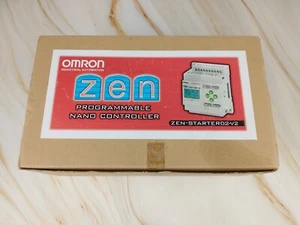 OMRON
INDUSTRIAL AUTOMATION
zen
PROGRAMMABLE
NANO CONTROLLER
ZEN-STARTER02-V2